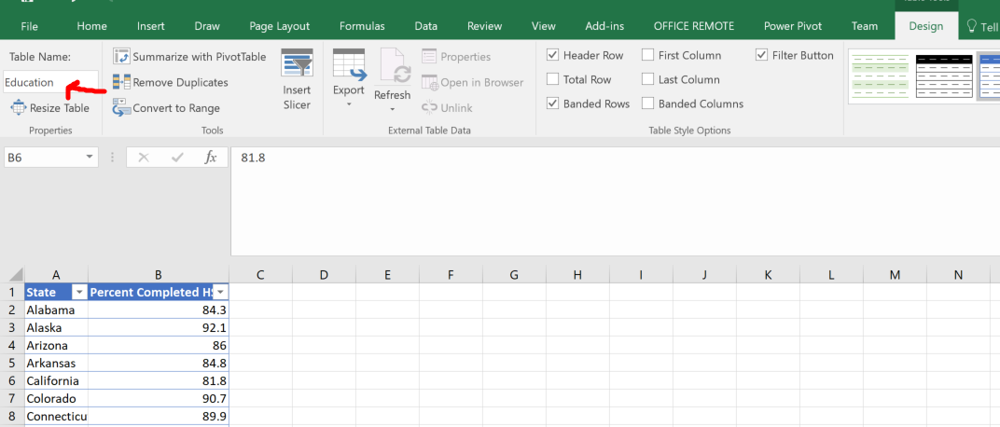 File Home Insert Draw Page Layout Formulas Data Review View Add-ins OFFICE REMOTE Power Pivot Team Design Tell
Table Name:
Education
Resize Table
Properties
Summarize with PivotTable
Remove Duplicates
Convert to Range
Tools
Insert
Slicer
Export
Refresh
Properties
Open in Browser
Unlink
External Table Data
Header Row First Column Filter Button
Total Row Last Column
Banded Rows Banded Columns
Table Style Options
B6 fx 81.8
A B C D E F G H I J K L M N
1 State Percent Completed
2 Alabama 84.3
3 Alaska 92.1
4 Arizona 86
5 Arkansas 84.8
6 California 81.8
7 Colorado 90.7
8 Connecticu 89.9